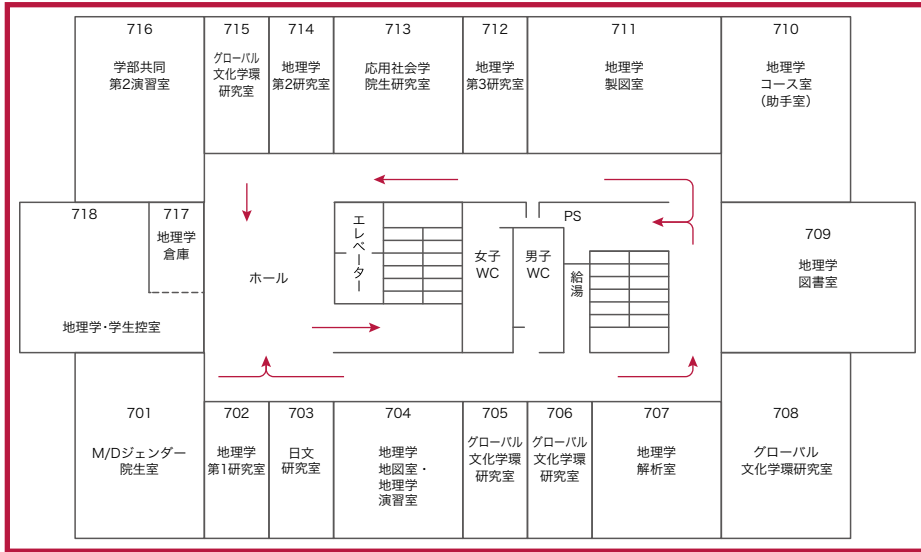 716
学部共同
第2演習室
715
グローバル
文化学環
研究室
714
地理学
第2研究室
713
応用社会学
院生研究室
712
地理学
第3研究室
711
地理学
製図室
710
地理学
コース室
(助手室)
718
地理学・学生控室
717
地理学
倉庫
ホール
エレベーター
女子
WC
男子
WC
PS
給湯
709
地理学
図書室
701
M/Dジェンダー
院生室
702
地理学
第1研究室
703
日文
研究室
704
地理学
地図室・
地理学
演習室
705
グローバル
文化学環
研究室
706
グローバル
文化学環
研究室
707
地理学
解析室
708
グローバル
文化学環研究室